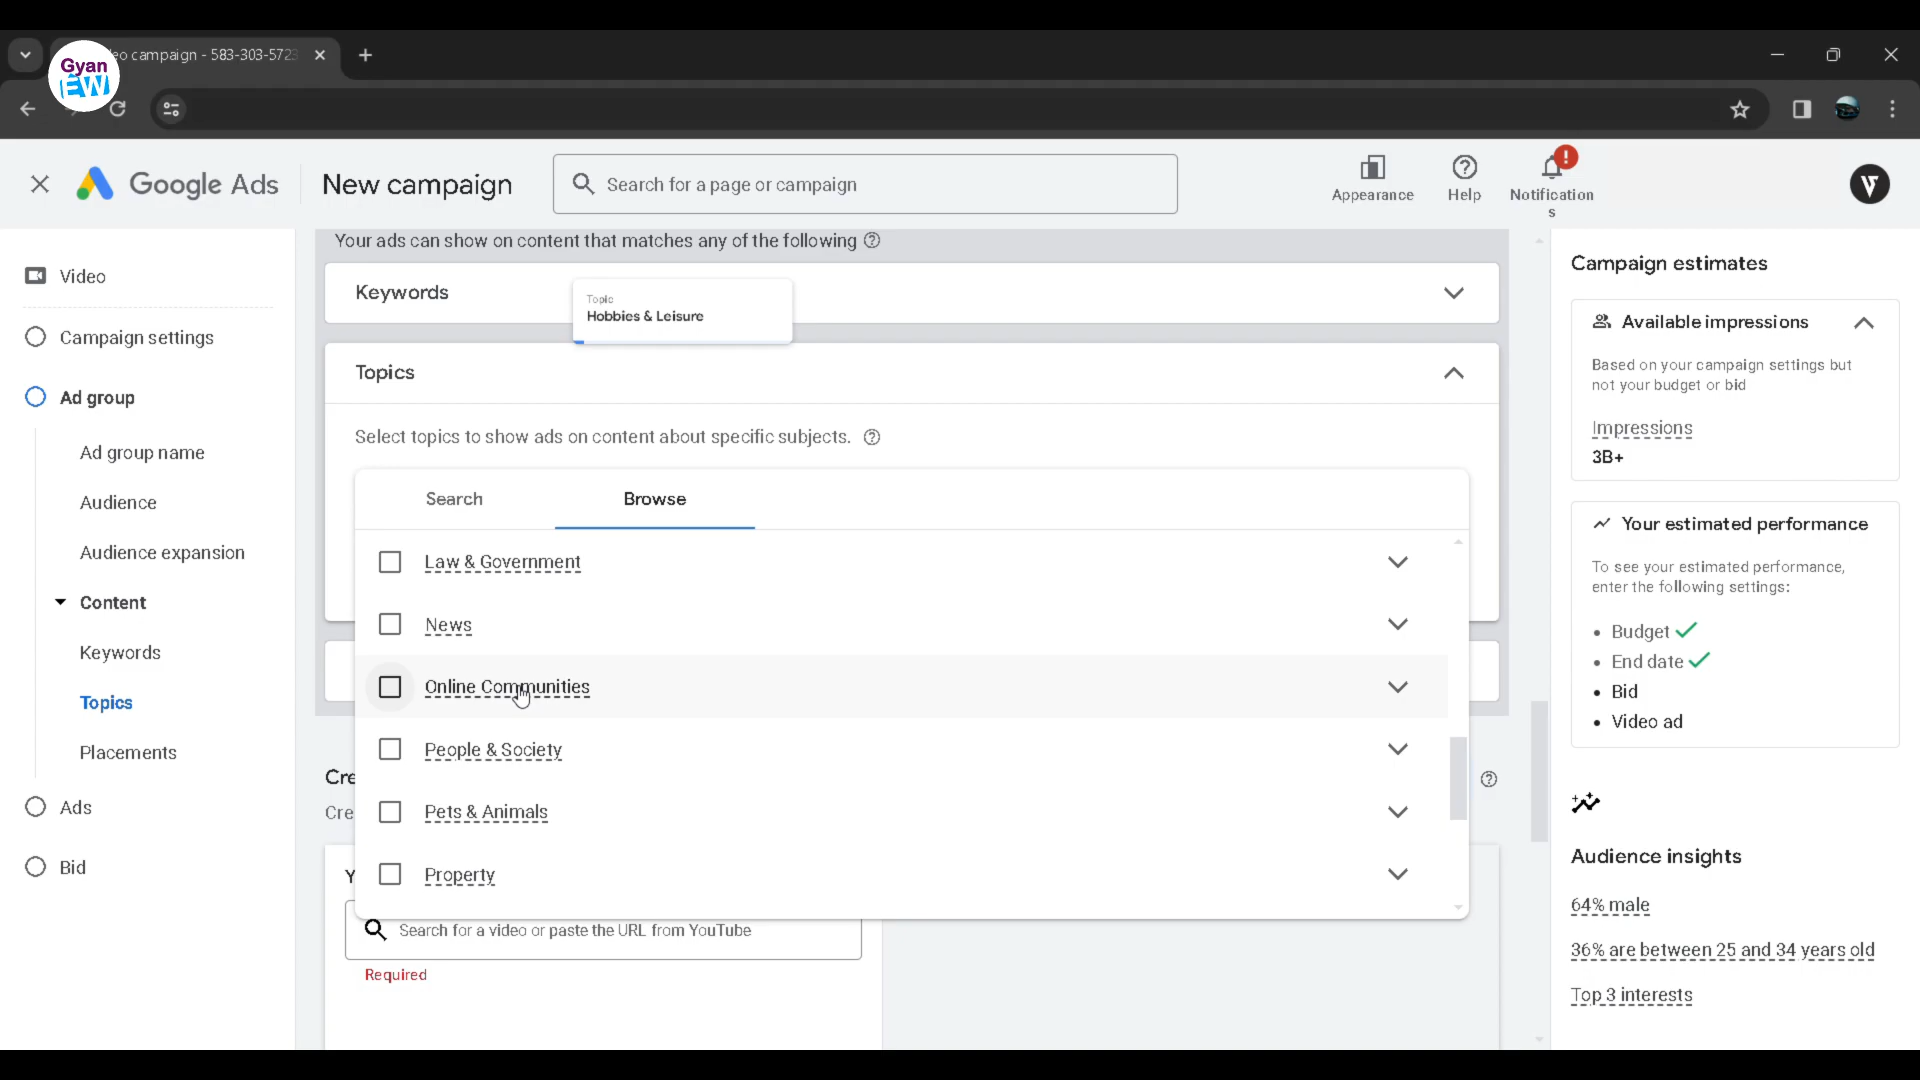 eo campaign - 583-303-5723
Gyan
EW
Google Ads
New campaign
Search for a page or campaign
Appearance
Help
Notification
s
Video
Campaign settings
Ad group
Ad group name
Audience
Audience expansion
Content
Keywords
Topics
Placements
Ads
Bid
Your ads can show on content that matches any of the following
Keywords
Topic
Hobbies & Leisure
Topics
Select topics to show ads on content about specific subjects.
Search
Browse
Law & Government
News
Online Communities
People & Society
Pets & Animals
Property
Cre
Cre
Y
Search for a video or paste the URL from YouTube
Required
Campaign estimates
Available impressions
Based on your campaign settings but
not your budget or bid
Impressions
3B+
Your estimated performance
To see your estimated performance,
enter the following settings:
• Budget
• End date
• Bid
• Video ad
Audience insights
64% male
36% are between 25 and 34 years old
Top 3 interests